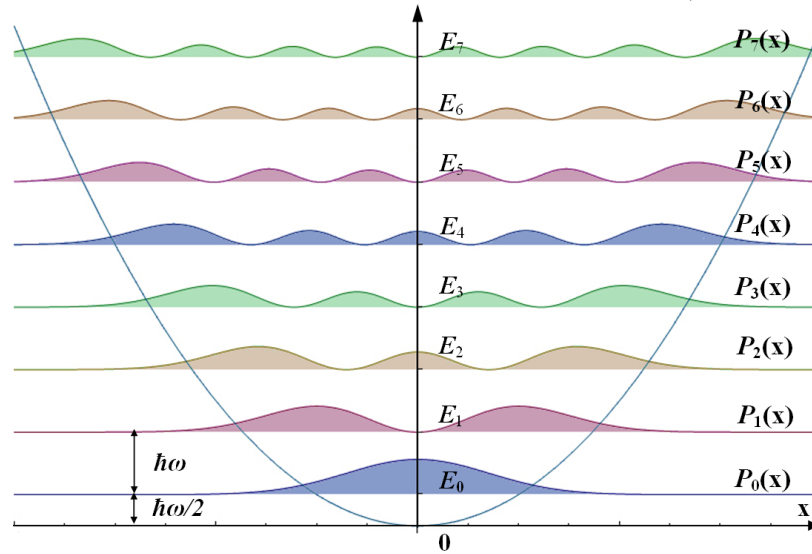 E₇ P₇(x)
E₆ P₆(x)
E₅ P₅(x)
E₄ P₄(x)
E₃ P₃(x)
E₂ P₂(x)
E₁ P₁(x)
ħω
E₀ P₀(x)
ħω/2
x
0